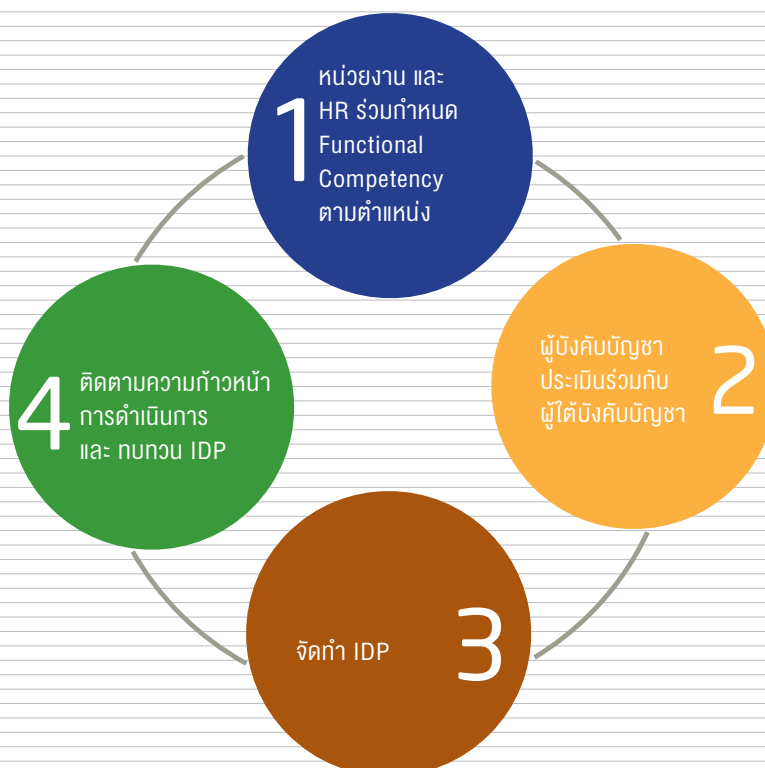 1
หน่วยงาน และ
HR ร่วมกำหนด
Functional
Competency
ตามตำแหน่ง
2
ผู้บังคับบัญชา
ประเมินร่วมกับ
ผู้ใต้บังคับบัญชา
3
จัดทำ IDP
4
ติดตามความก้าวหน้า
การดำเนินการ
และ ทบทวน IDP